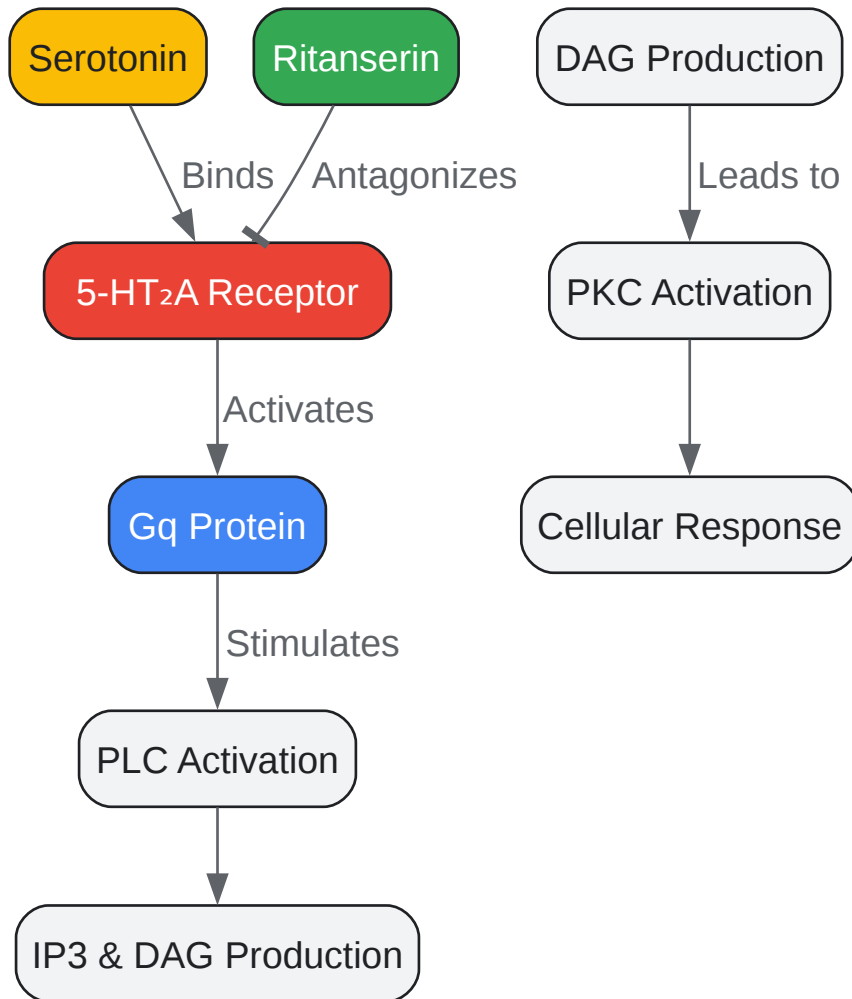 Serotonin
Ritanserin
DAG Production
Binds
Antagonizes
Leads to
5-HT₂A Receptor
PKC Activation
Activates
Gq Protein
Cellular Response
Stimulates
PLC Activation
IP3 & DAG Production